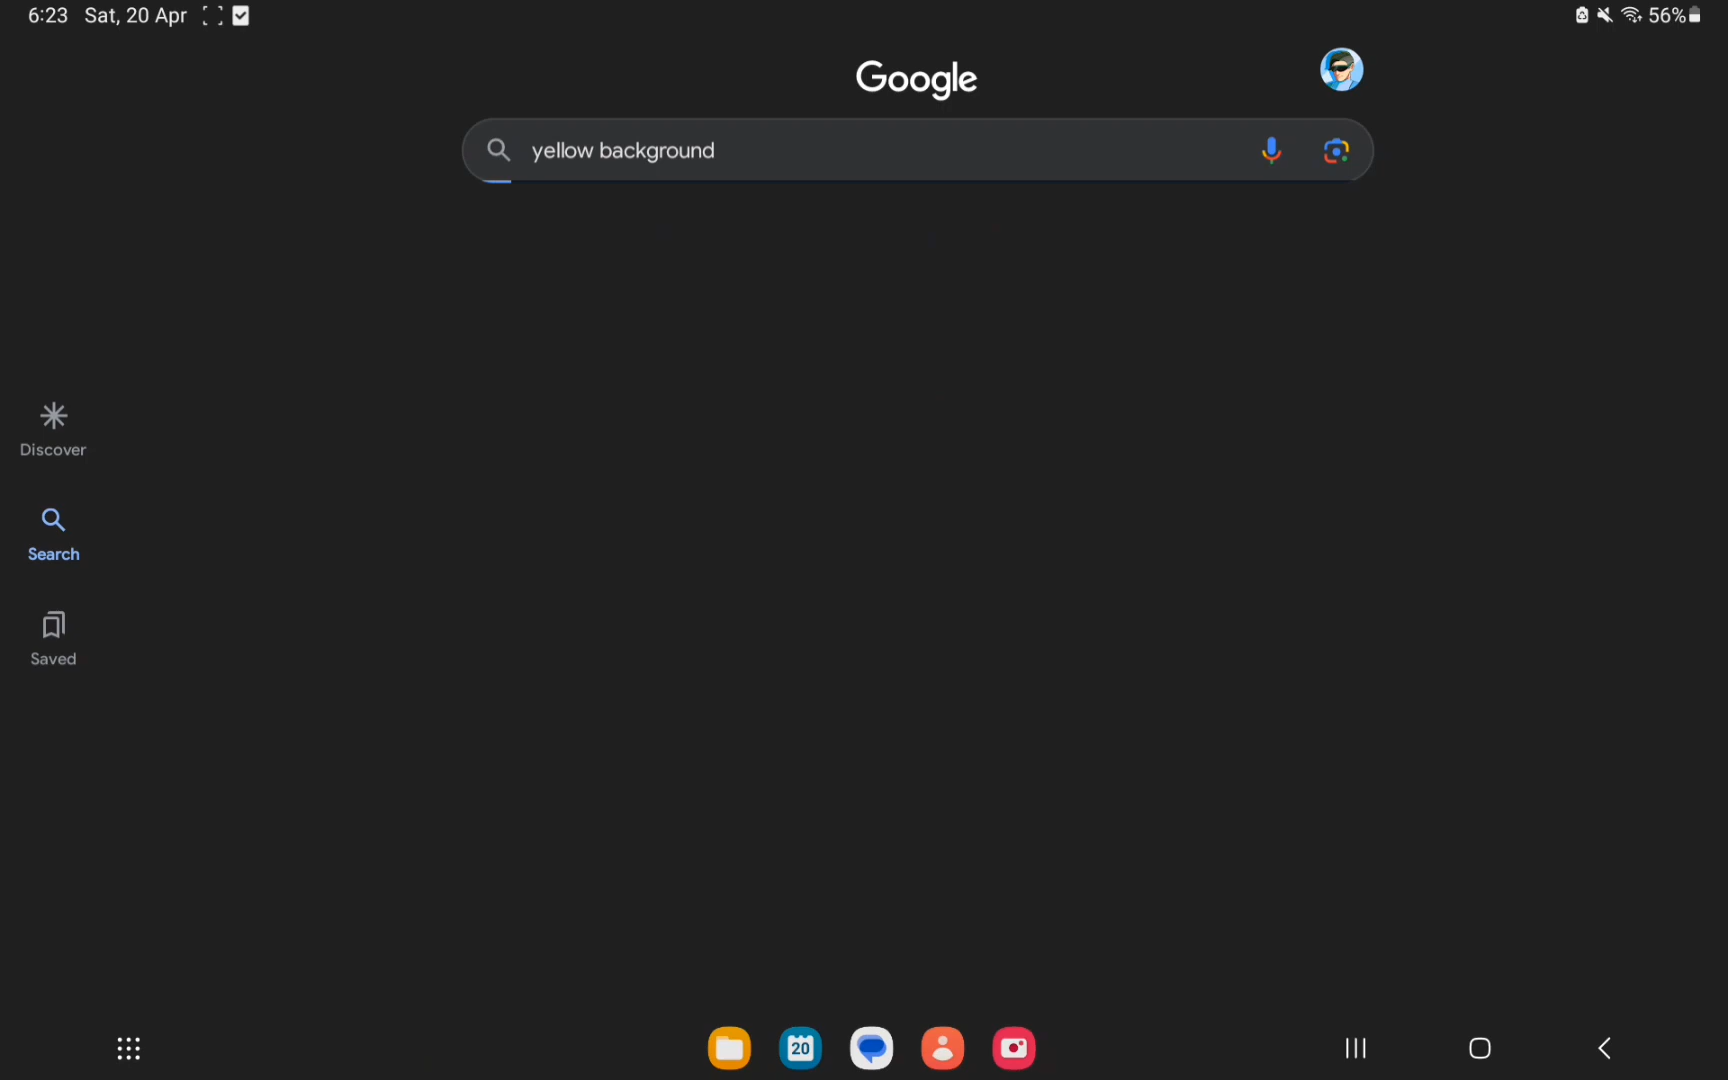 6:23 Sat, 20 Apr
56%
Google
yellow background
Discover
Search
Saved
20